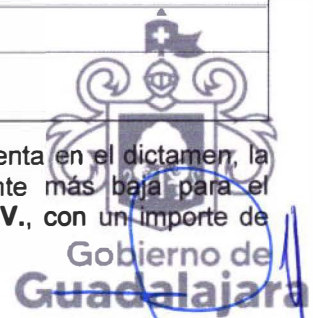 enta en el dictamen, la
nte más baja para el
V., con un importe de
Gobierno de
Guadalajara